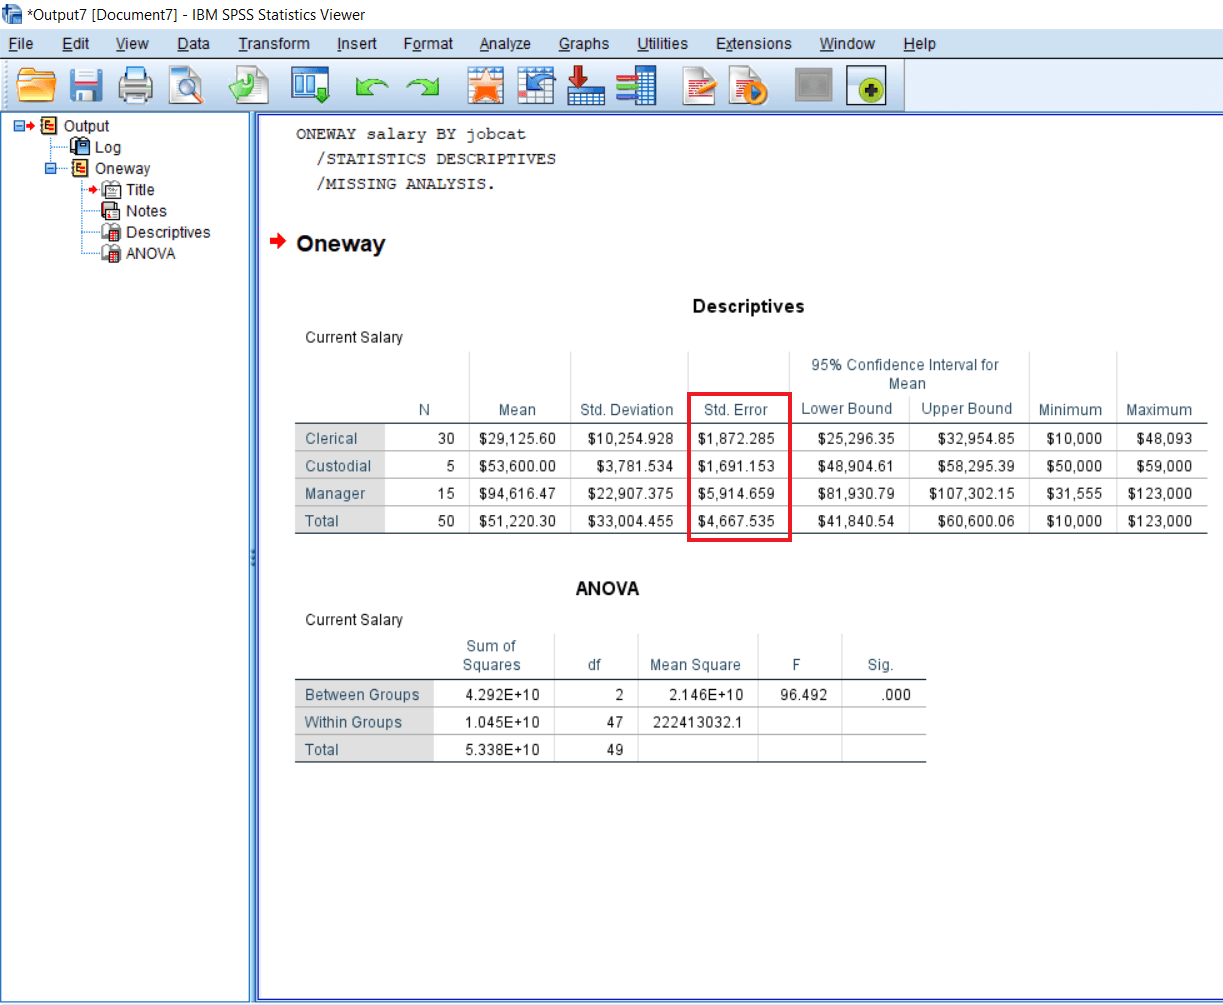 *Output7 [Document7] - IBM SPSS Statistics Viewer
File Edit View Data Transform Insert Format Analyze Graphs Utilities Extensions Window Help
Output
Log
Oneway
Title
Notes
Descriptives
ANOVA
ONEWAY salary BY jobcat
/STATISTICS DESCRIPTIVES
/MISSING ANALYSIS.
Oneway
Descriptives
Current Salary
95% Confidence Interval for
Mean
N Mean Std. Deviation Std. Error Lower Bound Upper Bound Minimum Maximum
Clerical 30 $29,125.60 $10,254.928 $1,872.285 $25,296.35 $32,954.85 $10,000 $48,093
Custodial 5 $53,600.00 $3,781.534 $1,691.153 $48,904.61 $58,295.39 $50,000 $59,000
Manager 15 $94,616.47 $22,907.375 $5,914.659 $81,930.79 $107,302.15 $31,555 $123,000
Total 50 $51,220.30 $33,004.455 $4,667.535 $41,840.54 $60,600.06 $10,000 $123,000
ANOVA
Current Salary
Sum of
Squares df Mean Square F Sig.
Between Groups 4.292E+10 2 2.146E+10 96.492 .000
Within Groups 1.045E+10 47 222413032.1
Total 5.338E+10 49